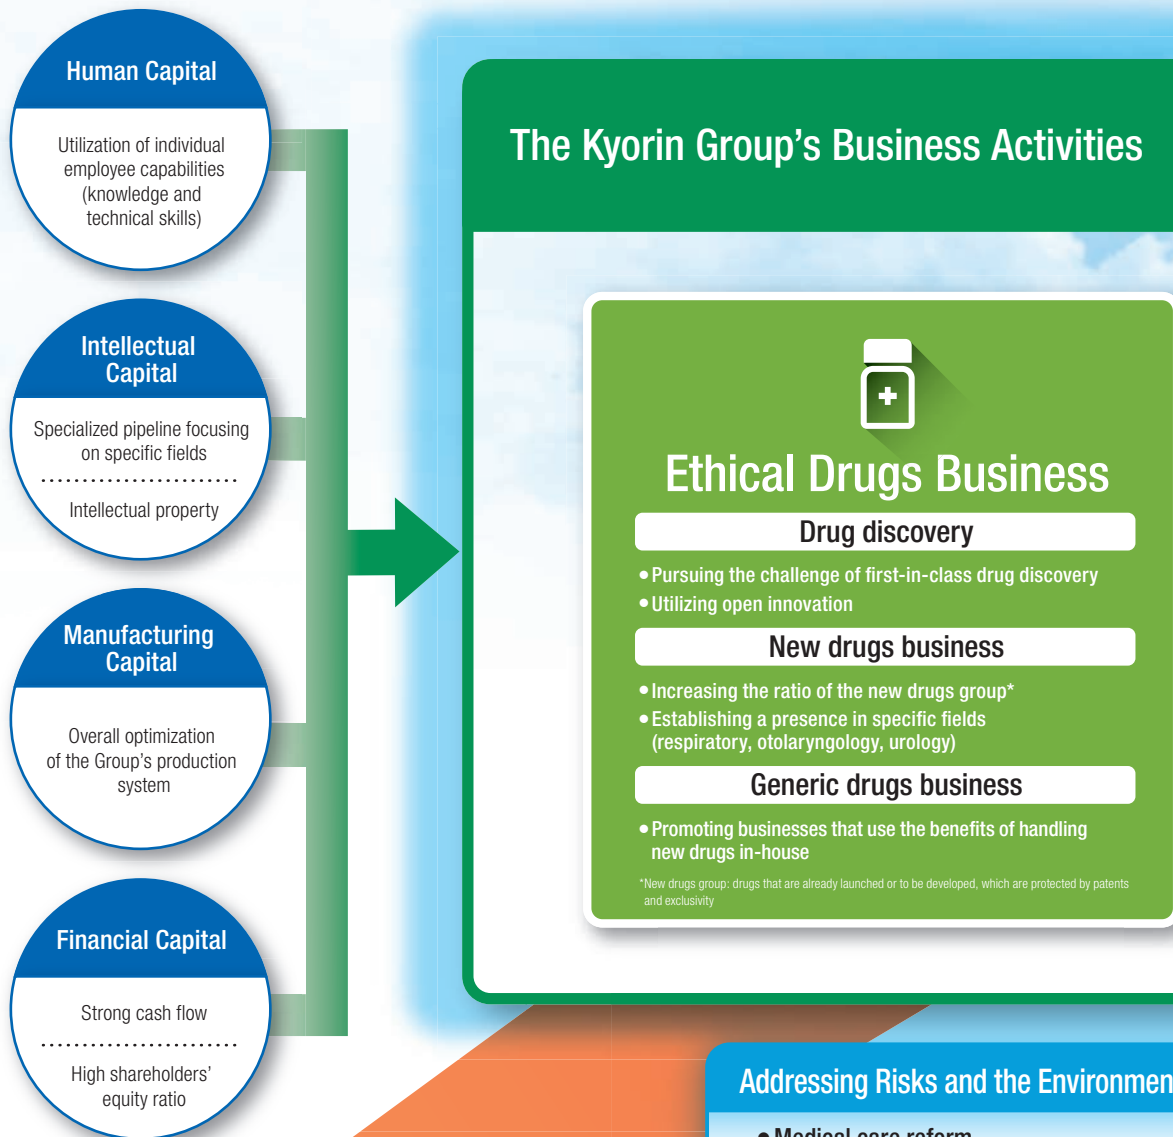 Human Capital
Utilization of individual
employee capabilities
(knowledge and
technical skills)
Intellectual
Capital
Specialized pipeline focusing
on specific fields
Intellectual property
Manufacturing
Capital
Overall optimization
of the Group’s production
system
Financial Capital
Strong cash flow
High shareholders’
equity ratio
The Kyorin Group’s Business Activities
Ethical Drugs Business
Drug discovery
• Pursuing the challenge of first-in-class drug discovery
• Utilizing open innovation
New drugs business
• Increasing the ratio of the new drugs group*
• Establishing a presence in specific fields
(respiratory, otolaryngology, urology)
Generic drugs business
• Promoting businesses that use the benefits of handling
new drugs in-house
*New drugs group: drugs that are already launched or to be developed, which are protected by patents
and exclusivity
Addressing Risks and the Environmen
• Medical care reform